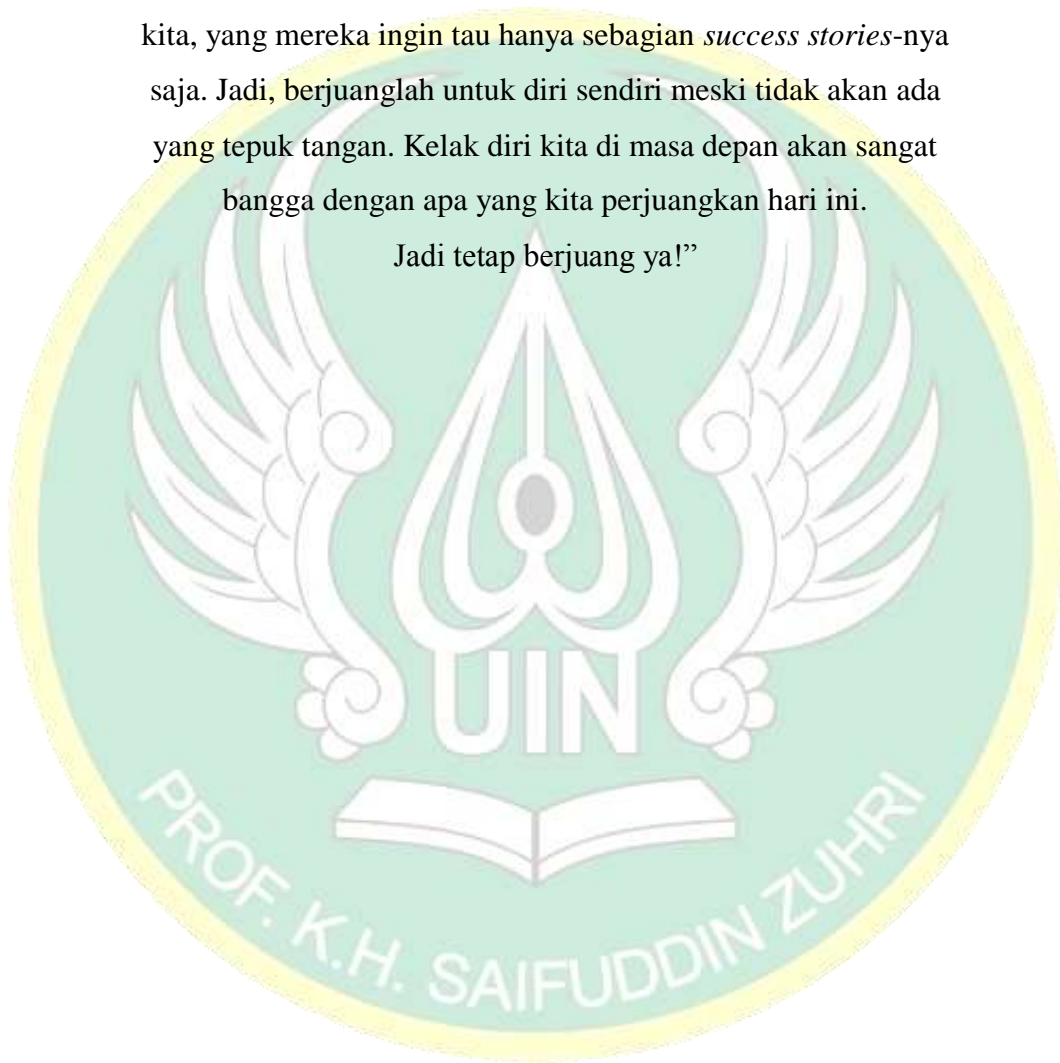 kita, yang mereka ingin tau hanya sebagian success stories-nya
saja. Jadi, berjuanglah untuk diri sendiri meski tidak akan ada
yang tepuk tangan. Kelak diri kita di masa depan akan sangat
bangga dengan apa yang kita perjuangkan hari ini.
Jadi tetap berjuang ya!”
UIN
PROF. K.H. SAIFUDDIN ZUHRI